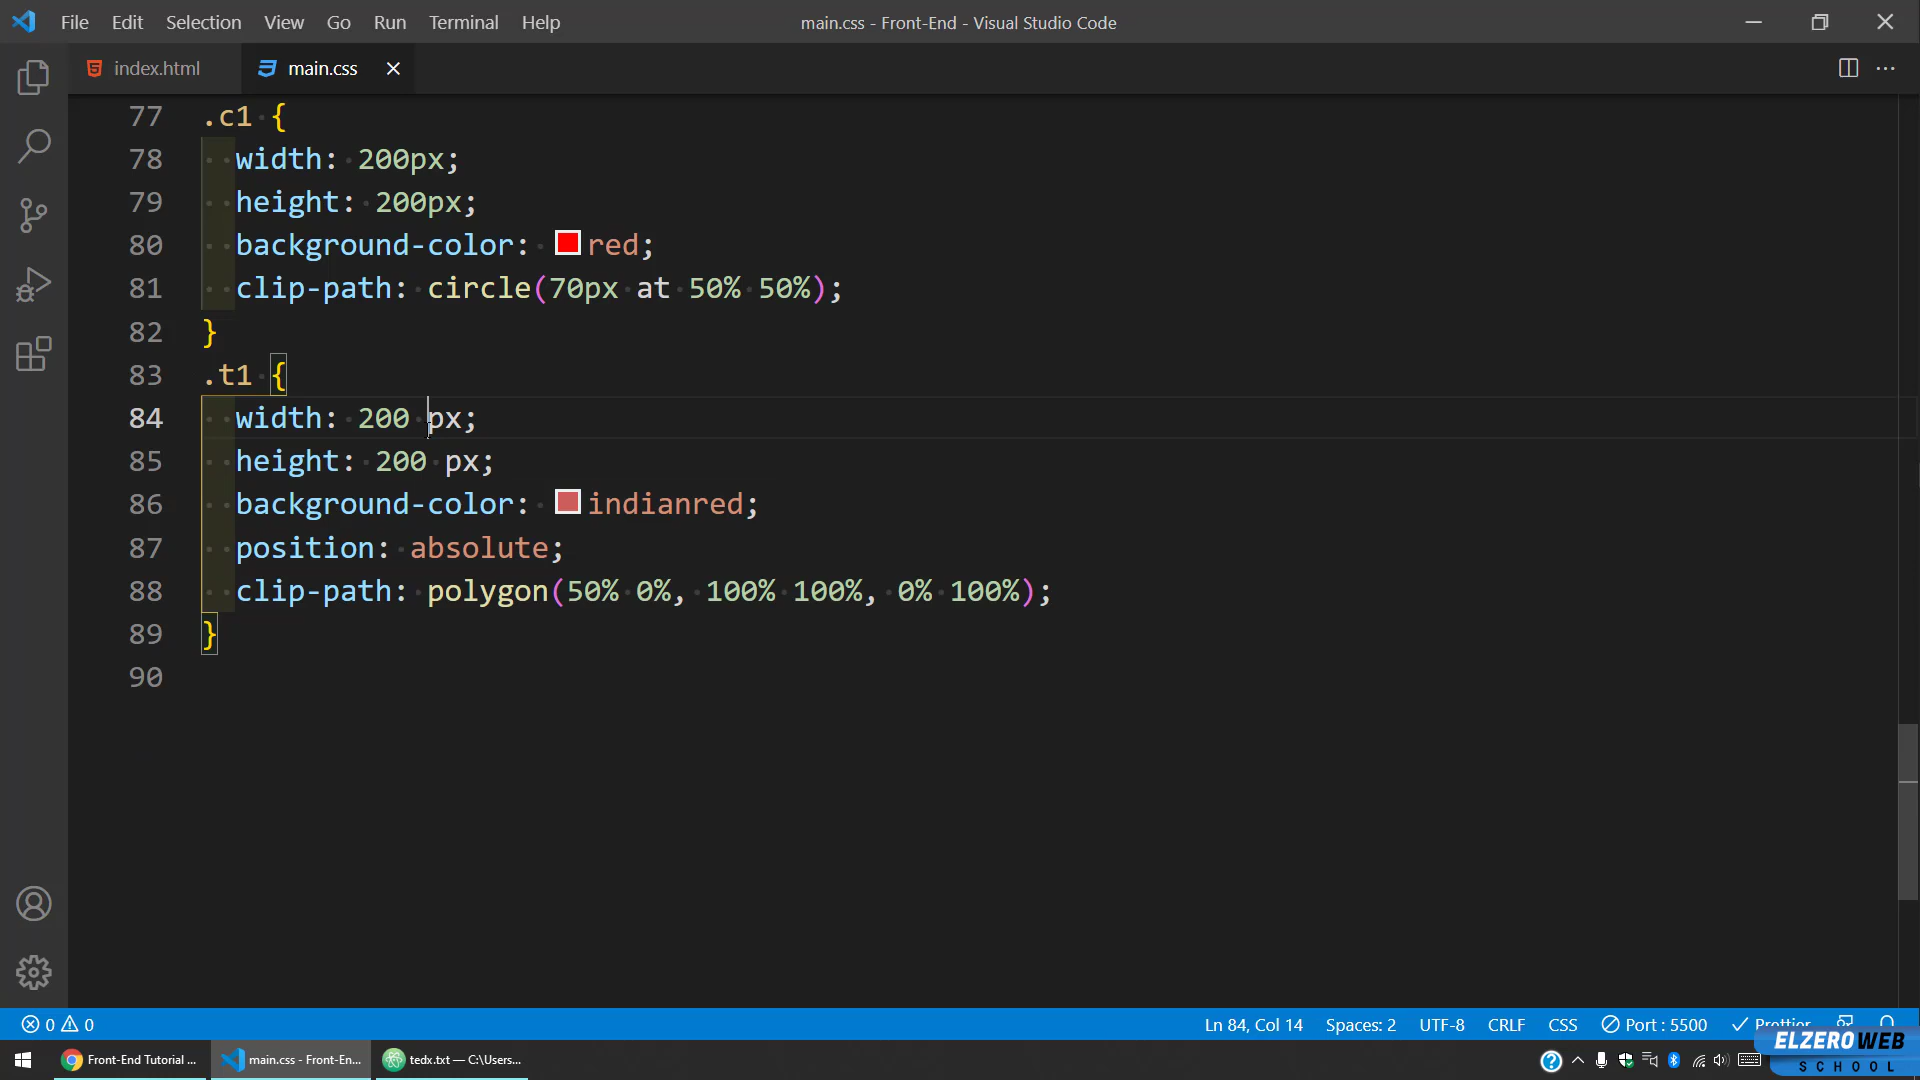 File Edit Selection View Go Run Terminal Help main.css - Front-End - Visual Studio Code
index.html main.css
77 .c1 {
78 width: 200px;
79 height: 200px;
80 background-color: red;
81 clip-path: circle(70px at 50% 50%);
82 }
83 .t1 {
84 width: 200 px;
85 height: 200 px;
86 background-color: indianred;
87 position: absolute;
88 clip-path: polygon(50% 0%, 100% 100%, 0% 100%);
89 }
90
0 0 Ln 84, Col 14 Spaces: 2 UTF-8 CRLF CSS Port : 5500 Prettier
Front-End Tutorial ... main.css - Front-En... tedx.txt — C:\Users...
ELZEROWEB
SCHOOL